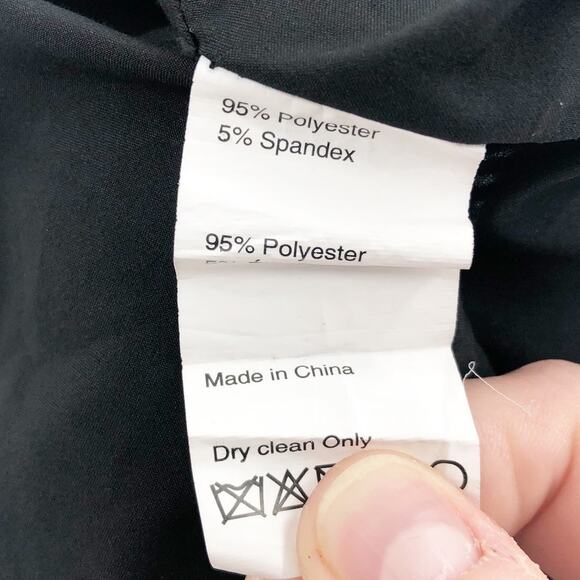 95% Polyester
5% Spandex
95% Polyester
Made in China
Dry clean Only